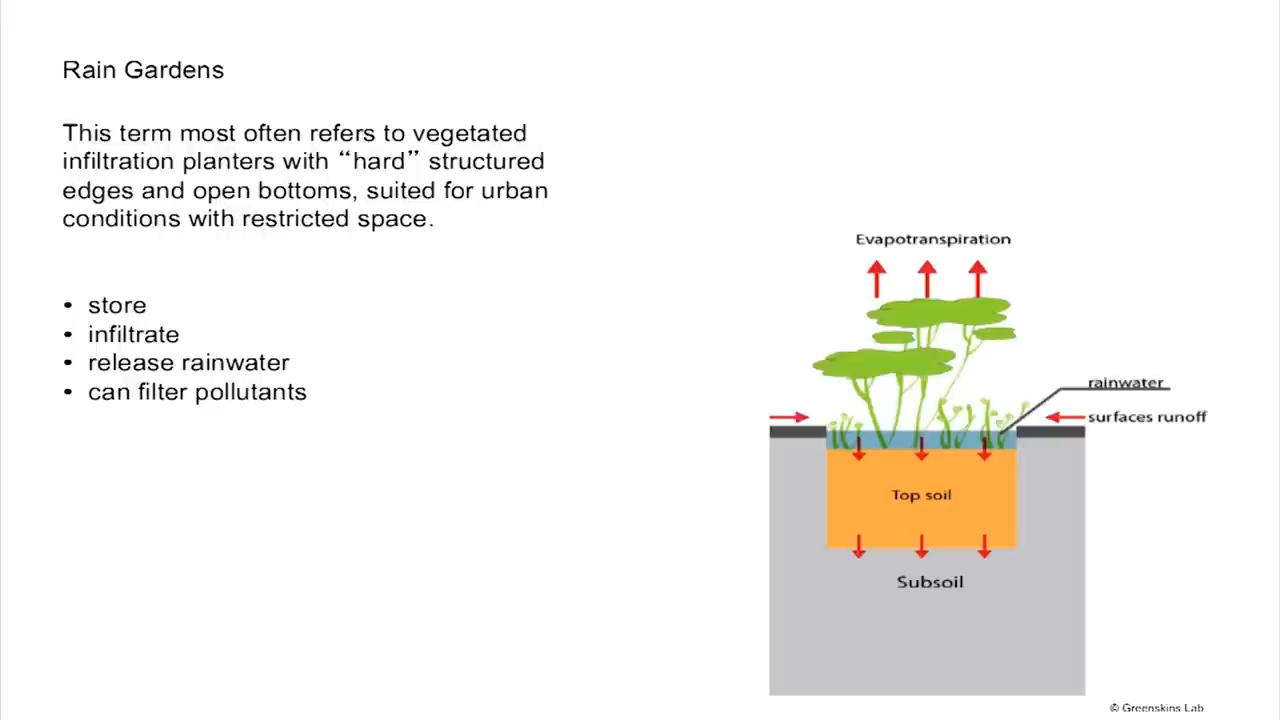 Rain Gardens
This term most often refers to vegetated
infiltration planters with “hard” structured
edges and open bottoms, suited for urban
conditions with restricted space.
• store
• infiltrate
• release rainwater
• can filter pollutants
Evapotranspiration
rainwater
surfaces runoff
Top soil
Subsoil
© Greenskins Lab